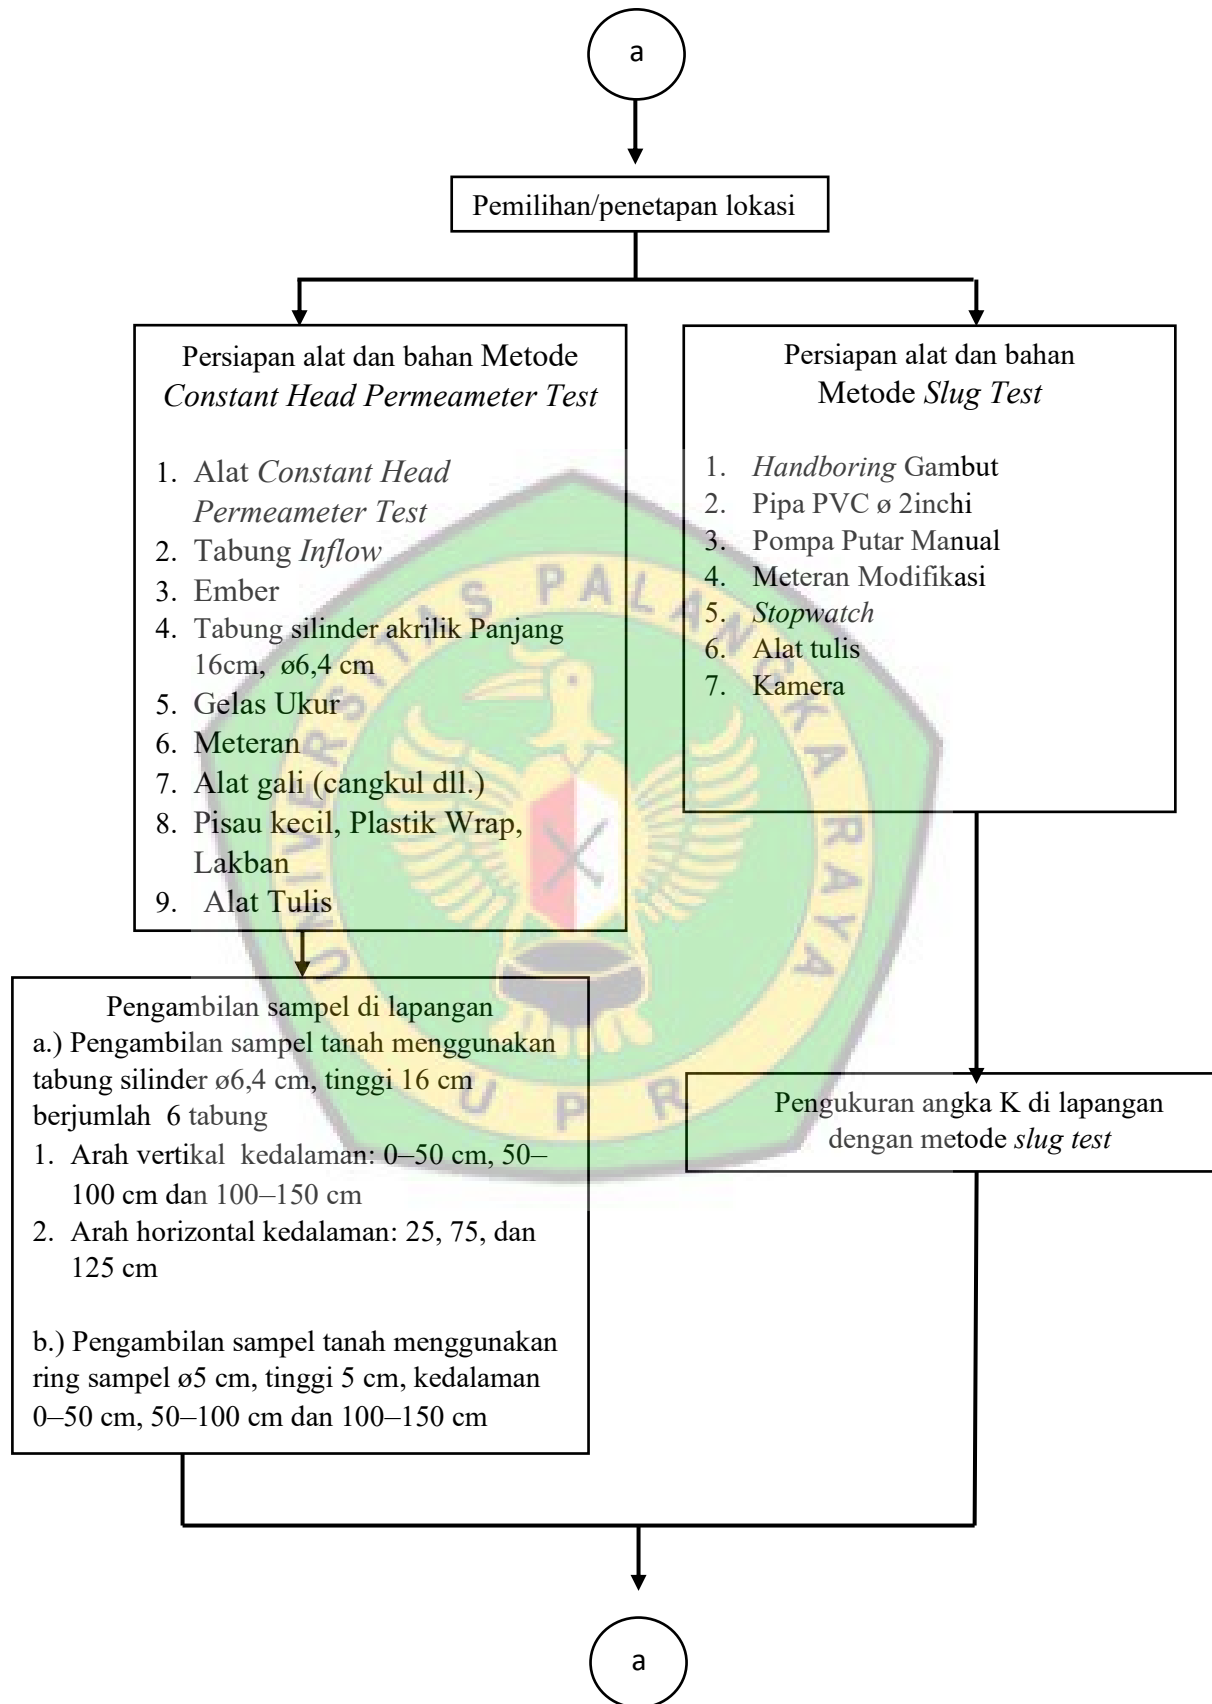 a
Pemilihan/penetapan lokasi
Persiapan alat dan bahan Metode
Constant Head Permeameter Test
1. Alat Constant Head
Permeameter Test
2. Tabung Inflow
3. Ember
4. Tabung silinder akrilik Panjang
16cm, ø6,4 cm
5. Gelas Ukur
6. Meteran
7. Alat gali (cangkul dll.)
8. Pisau kecil, Plastik Wrap,
Lakban
9. Alat Tulis
Persiapan alat dan bahan
Metode Slug Test
1. Handboring Gambut
2. Pipa PVC ø 2inchi
3. Pompa Putar Manual
4. Meteran Modifikasi
5. Stopwatch
6. Alat tulis
7. Kamera
Pengambilan sampel di lapangan
a.) Pengambilan sampel tanah menggunakan
tabung silinder ø6,4 cm, tinggi 16 cm
berjumlah 6 tabung
1. Arah vertikal kedalaman: 0–50 cm, 50–
100 cm dan 100–150 cm
2. Arah horizontal kedalaman: 25, 75, dan
125 cm
b.) Pengambilan sampel tanah menggunakan
ring sampel ø5 cm, tinggi 5 cm, kedalaman
0–50 cm, 50–100 cm dan 100–150 cm
Pengukuran angka K di lapangan
dengan metode slug test
a
UNIVERSITAS PALANGKA RAYA
U P R